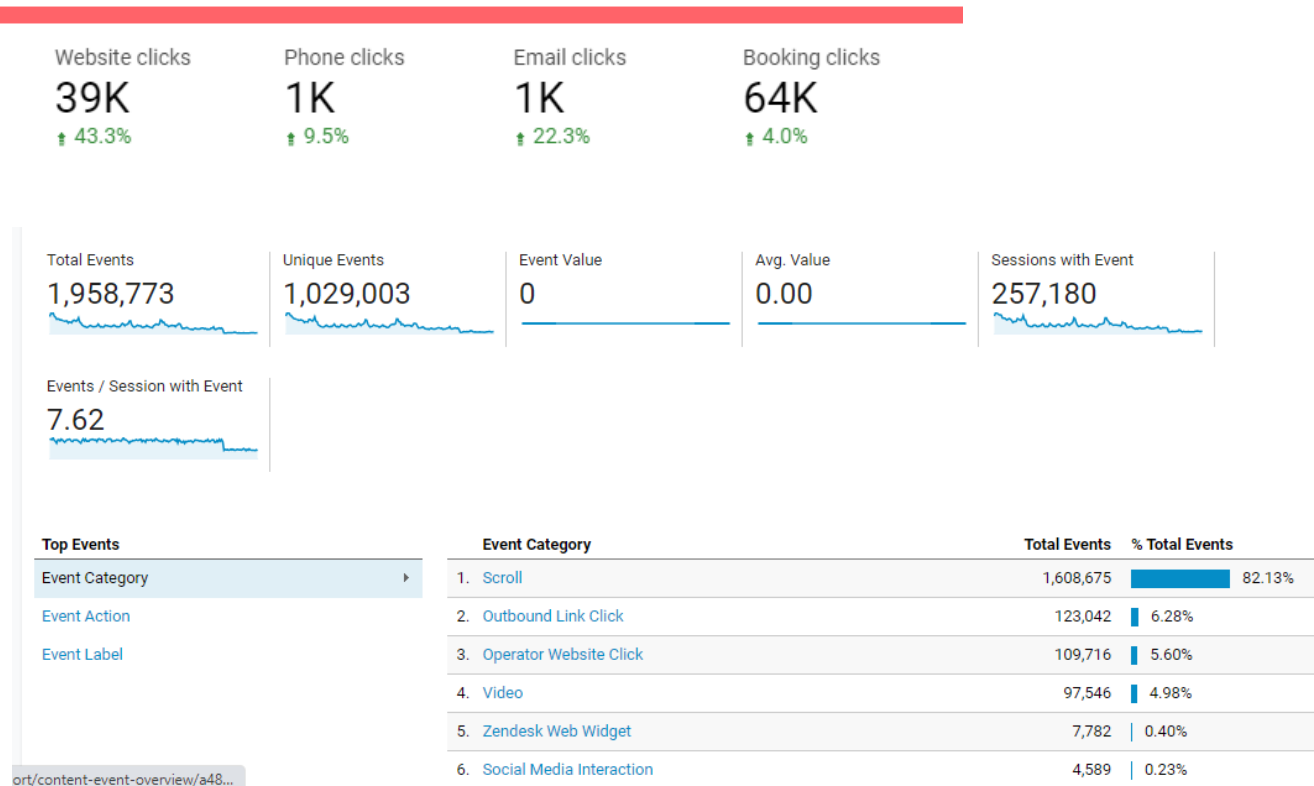 Website clicks Phone clicks Email clicks Booking clicks
39K 1K 1K 64K
43.3% 9.5% 22.3% 4.0%
Total Events Unique Events Event Value Avg. Value Sessions with Event
1,958,773 1,029,003 0 0.00 257,180
Events / Session with Event
7.62
Top Events Event Category Total Events % Total Events
Event Category 1. Scroll 1,608,675 82.13%
Event Action 2. Outbound Link Click 123,042 6.28%
Event Label 3. Operator Website Click 109,716 5.60%
4. Video 97,546 4.98%
5. Zendesk Web Widget 7,782 0.40%
6. Social Media Interaction 4,589 0.23%
ort/content-event-overview/a48...